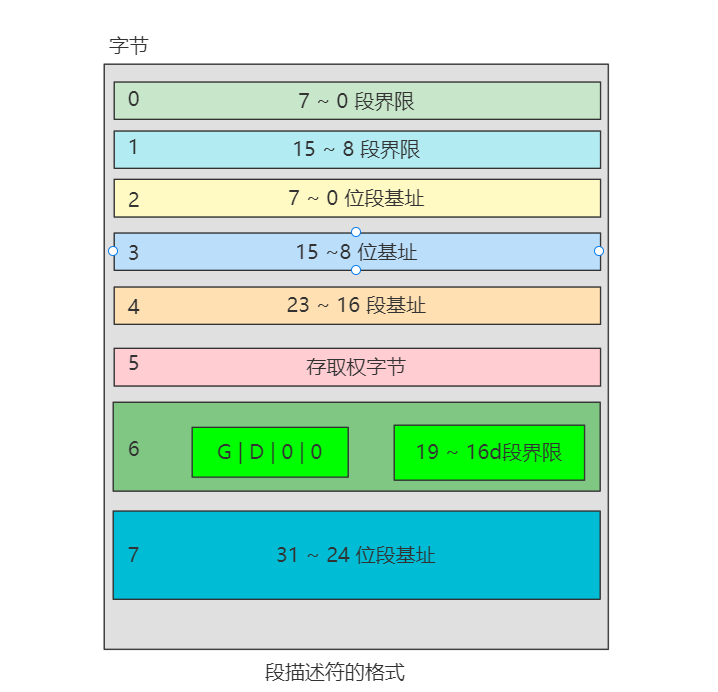 字节
0 7 ~ 0 段界限
1 15 ~ 8 段界限
2 7 ~ 0 位段基址
3 15 ~8 位基址
4 23 ~ 16 段基址
5 存取权字节
6 G | D | 0 | 0 19 ~ 16d段界限
7 31 ~ 24 位段基址
段描述符的格式